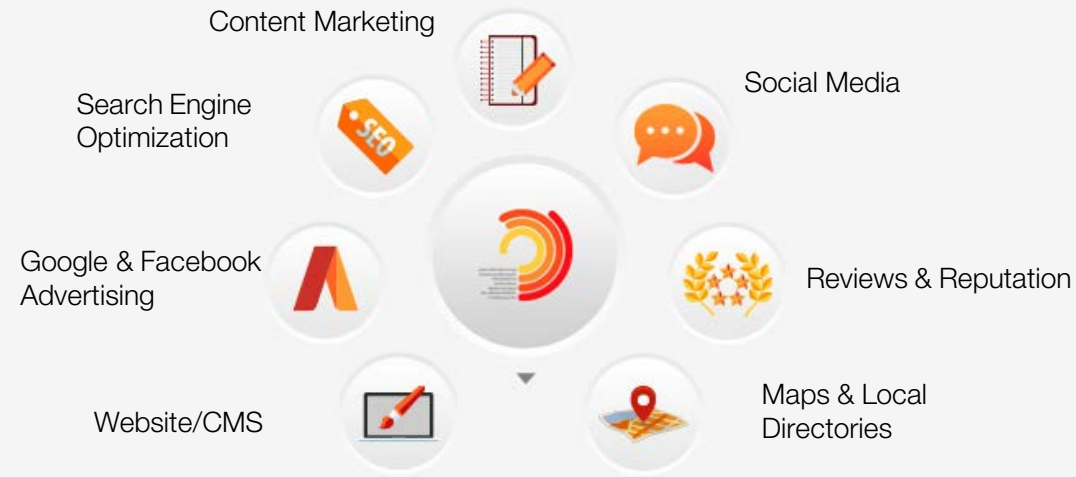 Content Marketing
Social Media
Search Engine
Optimization
SEO
Google & Facebook
Advertising
Reviews & Reputation
Website/CMS
Maps & Local
Directories